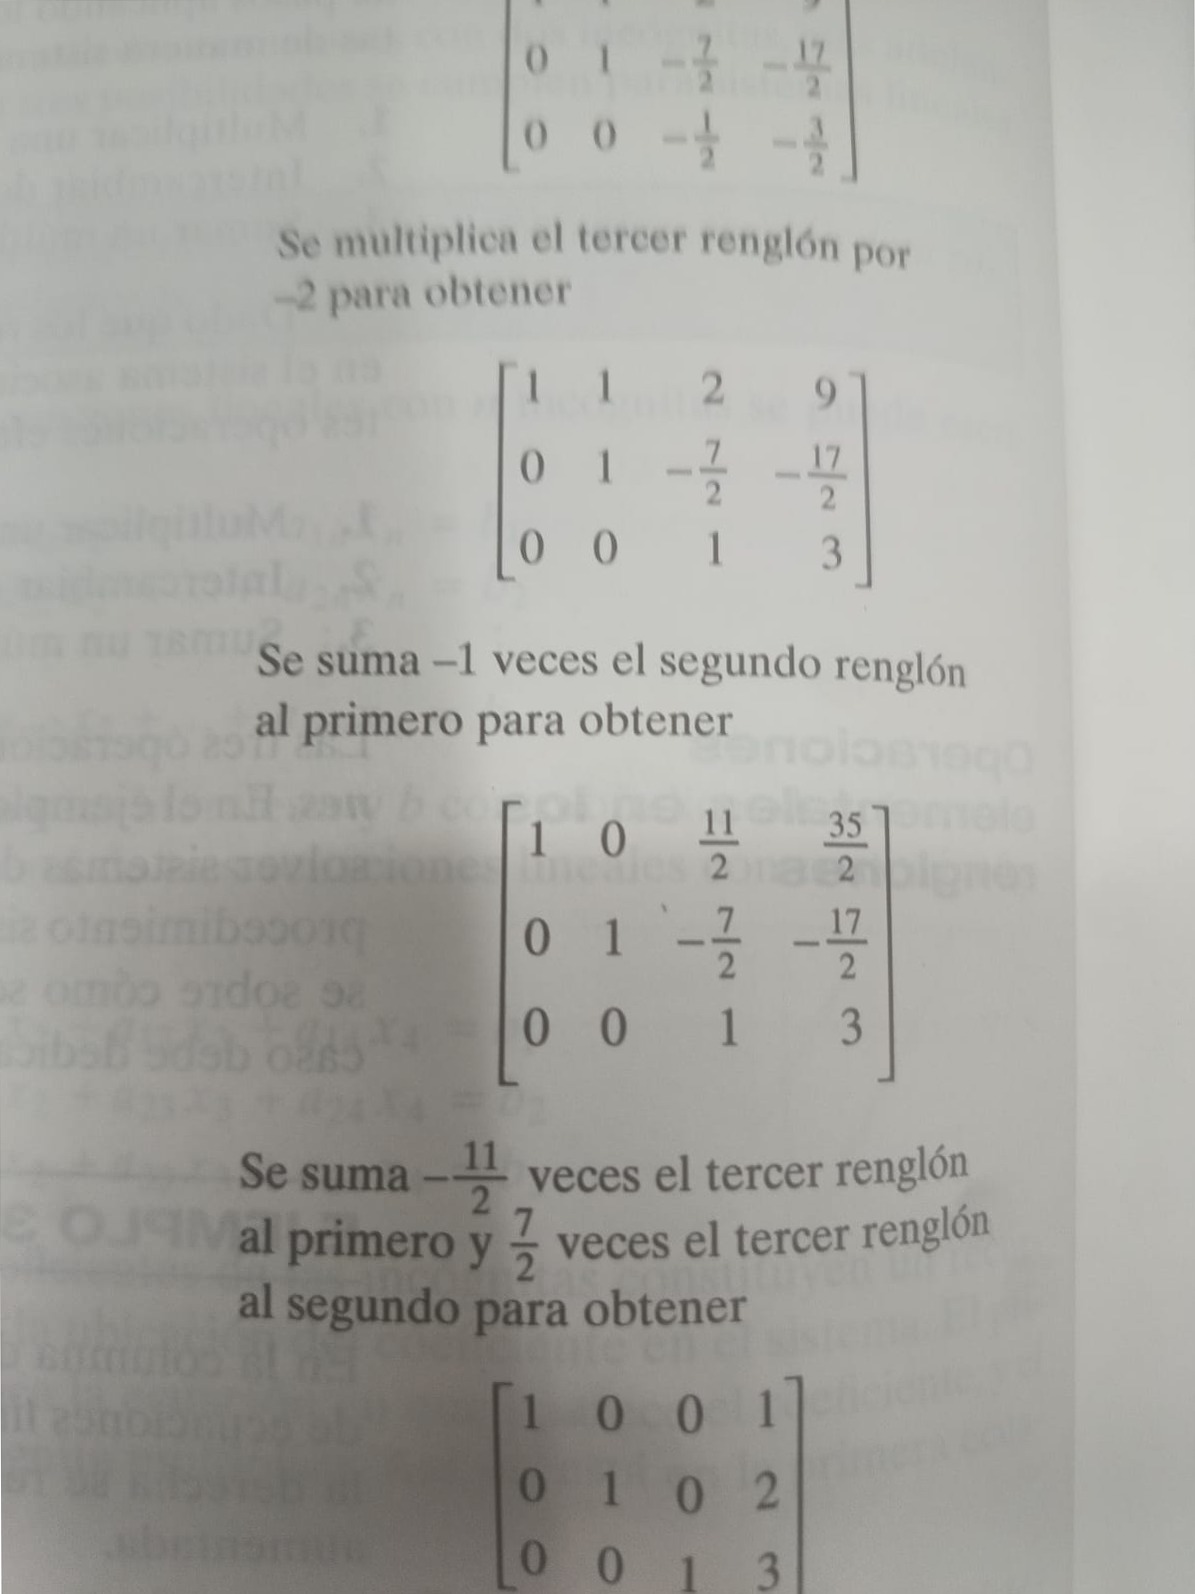 0 1 -7/2 -17/2
0 0 -1/2 -3/2
Se multiplica el tercer renglón por
–2 para obtener
1 1 2 9
0 1 -7/2 -17/2
0 0 1 3
Se suma –1 veces el segundo renglón
al primero para obtener
1 0 11/2 35/2
0 1 -7/2 -17/2
0 0 1 3
Se suma -11/2 veces el tercer renglón
al primero y 7/2 veces el tercer renglón
al segundo para obtener
1 0 0 1
0 1 0 2
0 0 1 3